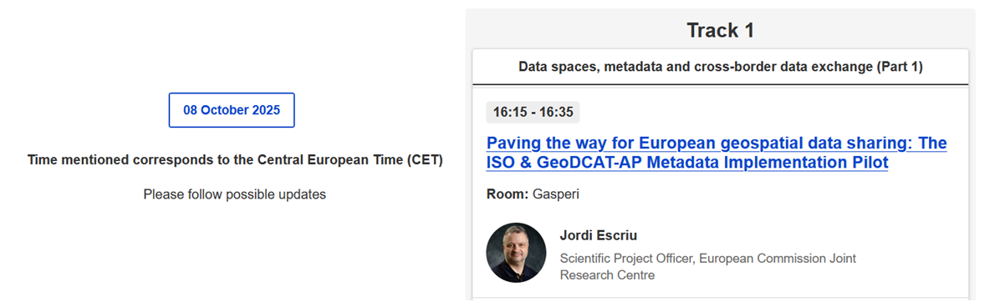 08 October 2025
Time mentioned corresponds to the Central European Time (CET)
Please follow possible updates
Track 1
Data spaces, metadata and cross-border data exchange (Part 1)
16:15 - 16:35
Paving the way for European geospatial data sharing: The
ISO & GeoDCAT-AP Metadata Implementation Pilot
Room: Gasperi
Jordi Escriu
Scientific Project Officer, European Commission Joint
Research Centre